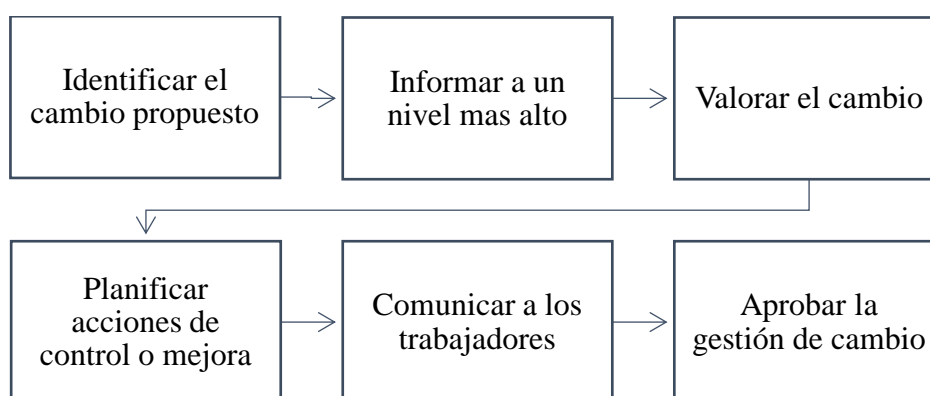 Identificar el
cambio propuesto
Informar a un
nivel mas alto
Valorar el cambio
Planificar
acciones de
control o mejora
Comunicar a los
trabajadores
Aprobar la
gestión de cambio